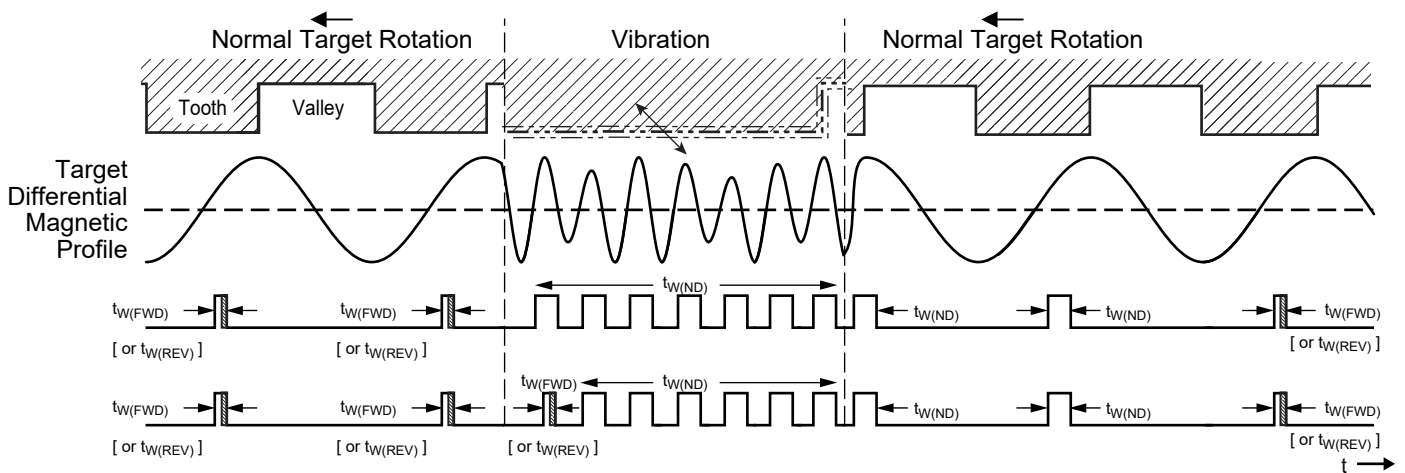 Normal Target Rotation
Vibration
Normal Target Rotation
Tooth
Valley
Target
Differential
Magnetic
Profile
tW(ND)
tW(FWD)
tW(FWD)
tW(ND)
tW(ND)
tW(FWD)
[ or tW(REV) ]
[ or tW(REV) ]
[ or tW(REV) ]
tW(FWD)
tW(ND)
tW(FWD)
tW(FWD)
tW(ND)
tW(ND)
tW(FWD)
[ or tW(REV) ]
[ or tW(REV) ]
[ or tW(REV) ]
[ or tW(REV) ]
t